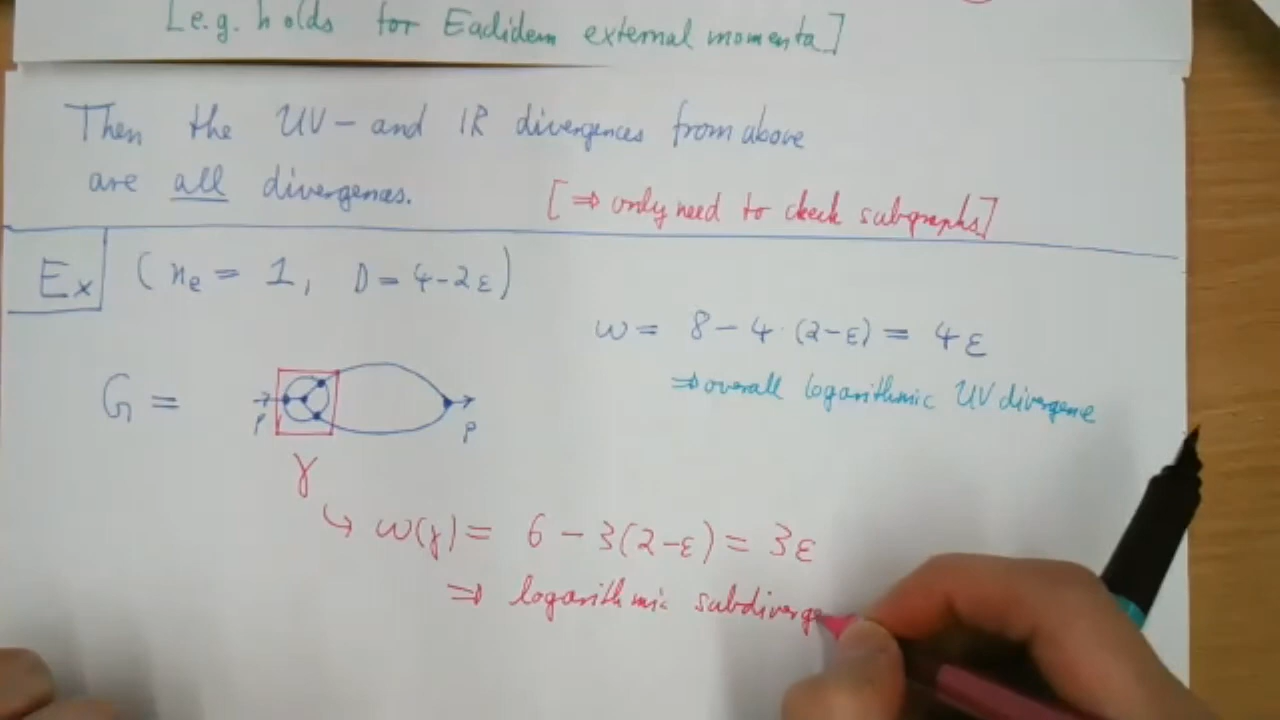 [e.g. holds for Euclidean external momenta]
Then the UV- and IR divergences from above
are all divergences. [⇒ only need to check subgraphs]
Ex (n_e = 1, D = 4-2ε)
ω = 8 - 4·(2-ε) = 4ε
⇒ overall logarithmic UV divergence
G =
p p
γ
↳ ω(γ) = 6 - 3(2-ε) = 3ε
⇒ logarithmic subdiverge